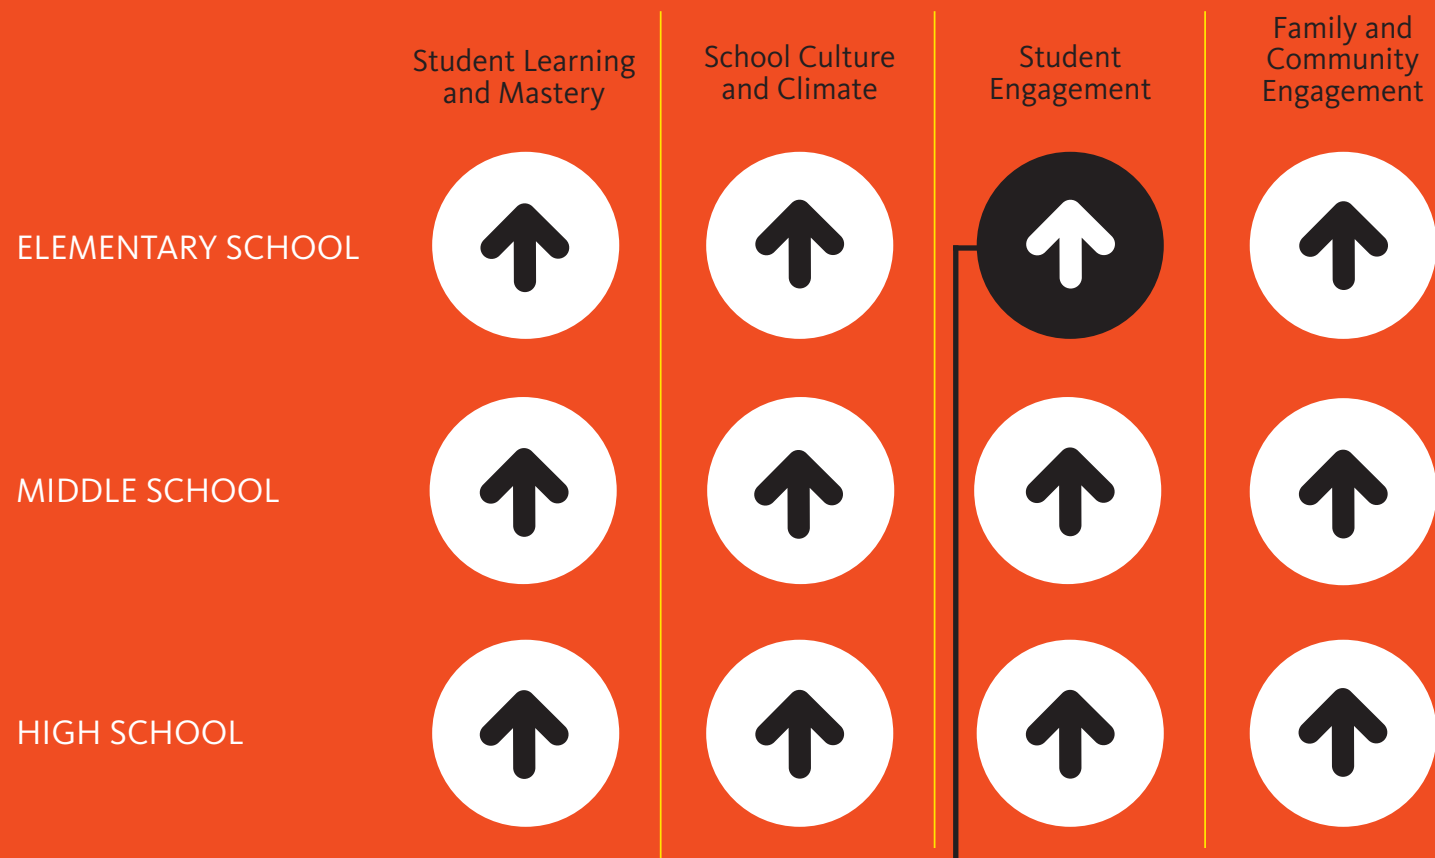 Student Learning
and Mastery
School Culture
and Climate
Student
Engagement
Family and
Community
Engagement
ELEMENTARY SCHOOL
MIDDLE SCHOOL
HIGH SCHOOL